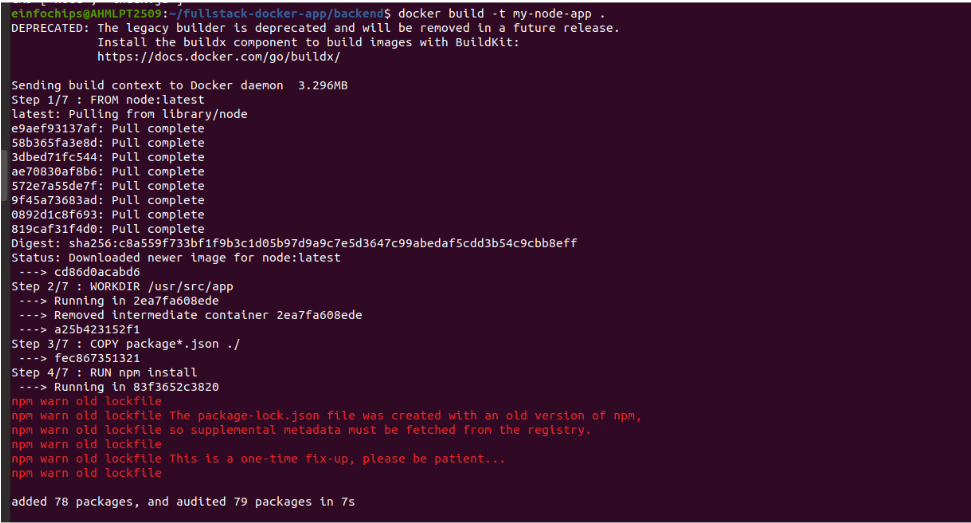 einfochips@AHMLPT2509:~/fullstack-docker-app/backend$ docker build -t my-node-app .
DEPRECATED: The legacy builder is deprecated and will be removed in a future release.
            Install the buildx component to build images with BuildKit:
            https://docs.docker.com/go/buildx/

Sending build context to Docker daemon  3.296MB
Step 1/7 : FROM node:latest
latest: Pulling from library/node
e9aef93137af: Pull complete
58b365fa3e8d: Pull complete
3dbed71fc544: Pull complete
ae70830af8b6: Pull complete
572e7a55de7f: Pull complete
9f45a73683ad: Pull complete
0892d1c8f693: Pull complete
819caf31f4d0: Pull complete
Digest: sha256:c8a559f733bf1f9b3c1d05b97d9a9c7e5d3647c99abedaf5cdd3b54c9cbb8eff
Status: Downloaded newer image for node:latest
 ---> cd86d0acabd6
Step 2/7 : WORKDIR /usr/src/app
 ---> Running in 2ea7fa608ede
 ---> Removed intermediate container 2ea7fa608ede
 ---> a25b423152f1
Step 3/7 : COPY package*.json ./
 ---> fec867351321
Step 4/7 : RUN npm install
 ---> Running in 83f3652c3820
npm warn old lockfile
npm warn old lockfile The package-lock.json file was created with an old version of npm,
npm warn old lockfile so supplemental metadata must be fetched from the registry.
npm warn old lockfile
npm warn old lockfile This is a one-time fix-up, please be patient...
npm warn old lockfile

added 78 packages, and audited 79 packages in 7s